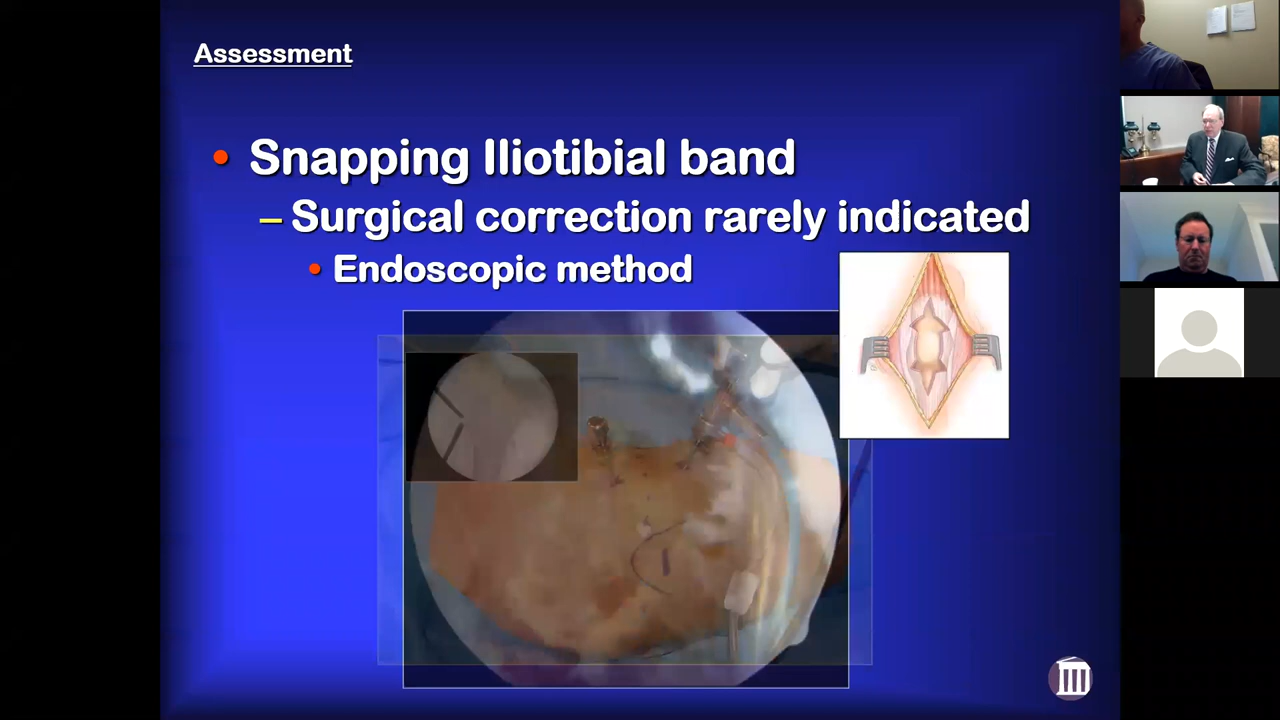 Assessment
• Snapping Iliotibial band
– Surgical correction rarely indicated
• Endoscopic method